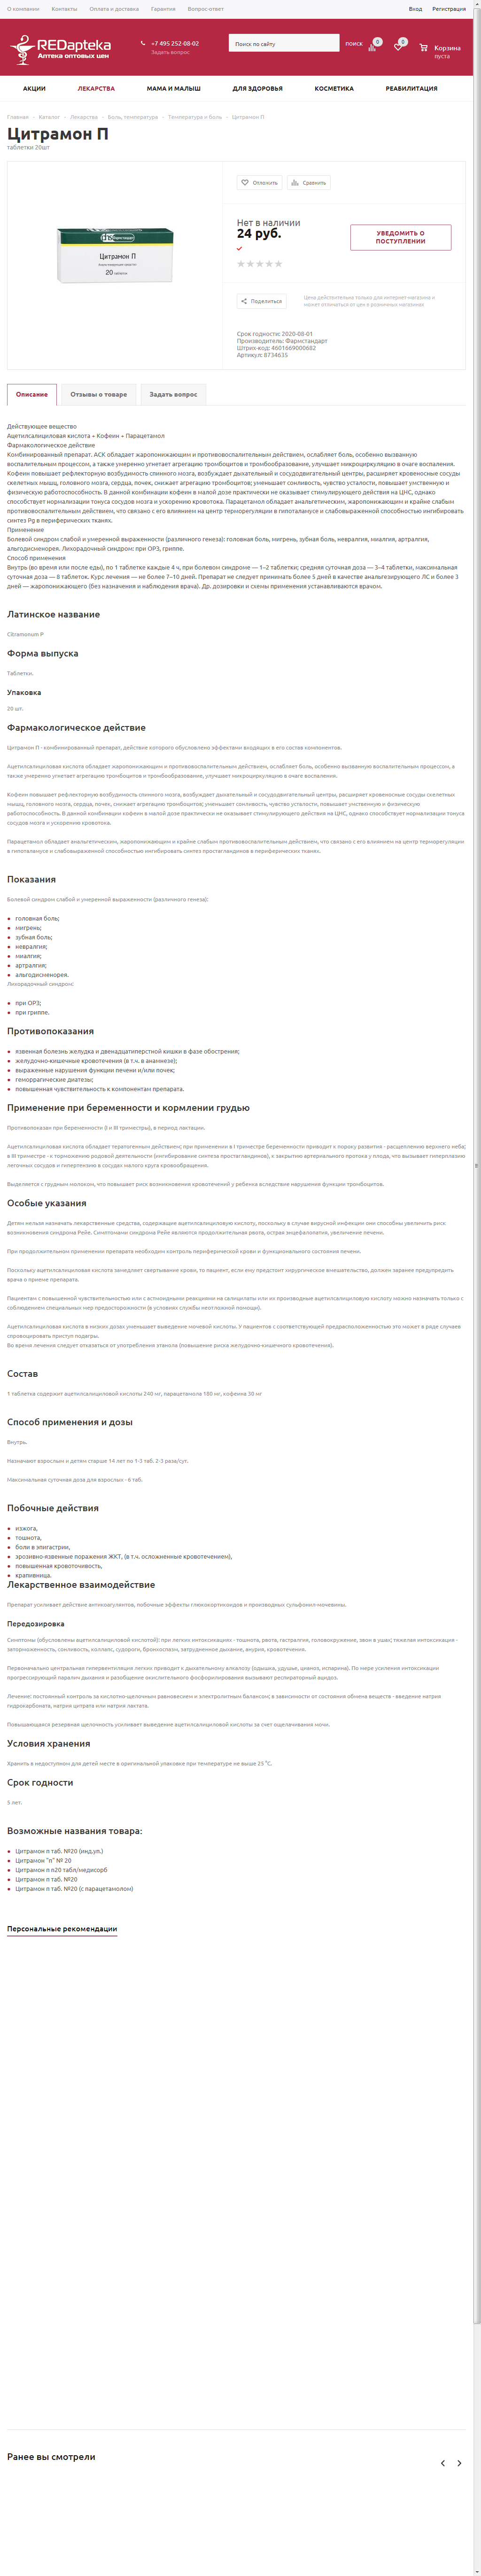 О компании Контакты Оплата и доставка Гарантия Вопрос-ответ Вход Регистрация
REDaptekа
Аптека оптовых цен
+7 495 252-08-02
Задать вопрос
Поиск по сайту
ПОИСК
0
0
Корзина
пуста
АКЦИИ ЛЕКАРСТВА МАМА И МАЛЫШ ДЛЯ ЗДОРОВЬЯ КОСМЕТИКА РЕАБИЛИТАЦИЯ
Главная - Каталог - Лекарства - Боль, температура - Температура и боль - Цитрамон П
Цитрамон П
таблетки 20шт
Отложить
Сравнить
Цитрамон П
20 таблеток
Нет в наличии
24 руб.
УВЕДОМИТЬ О ПОСТУПЛЕНИИ
Поделиться
Цена действительна только для интернет-магазина и
может отличаться от цен в розничных магазинах
Срок годности: 2020-08-01
Производитель: Фармстандарт
Штрих-код: 4601669000682
Артикул: 8734635
Описание Отзывы о товаре Задать вопрос
Действующее вещество
Ацетилсалициловая кислота + Кофеин + Парацетамол
Фармакологическое действие
Комбинированный препарат. АСК обладает жаропонижающим и противовоспалительным действием, ослабляет боль, особенно вызванную
воспалительным процессом, а также умеренно угнетает агрегацию тромбоцитов и тромбообразование, улучшает микроциркуляцию в очаге воспаления.
Кофеин повышает рефлекторную возбудимость спинного мозга, возбуждает дыхательный и сосудодвигательный центры, расширяет кровеносные сосуды
скелетных мышц, головного мозга, сердца, почек, снижает агрегацию тромбоцитов; уменьшает сонливость, чувство усталости, повышает умственную и
физическую работоспособность. В данной комбинации кофеин в малой дозе практически не оказывает стимулирующего действия на ЦНС, однако
способствует нормализации тонуса сосудов мозга и ускорению кровотока. Парацетамол обладает анальгетическим, жаропонижающим и крайне слабым
противовоспалительным действием, что связано с его влиянием на центр терморегуляции в гипоталамусе и слабовыраженной способностью ингибировать
синтез Pg в периферических тканях.
Применение
Болевой синдром слабой и умеренной выраженности (различного генеза): головная боль, мигрень, зубная боль, невралгия, миалгия, артралгия,
альгодисменорея. Лихорадочный синдром: при ОРЗ, гриппе.
Способ применения
Внутрь (во время или после еды), по 1 таблетке каждые 4 ч, при болевом синдроме — 1–2 таблетки; средняя суточная доза — 3–4 таблетки, максимальная
суточная доза — 8 таблеток. Курс лечения — не более 7–10 дней. Препарат не следует принимать более 5 дней в качестве анальгезирующего ЛС и более 3
дней — жаропонижающего (без назначения и наблюдения врача). Др. дозировки и схемы применения устанавливаются врачом.
Латинское название
Citramonum P
Форма выпуска
Таблетки.
Упаковка
20 шт.
Фармакологическое действие
Цитрамон П - комбинированный препарат, действие которого обусловлено эффектами входящих в его состав компонентов.
Ацетилсалициловая кислота обладает жаропонижающим и противовоспалительным действием, ослабляет боль, особенно вызванную воспалительным процессом, а
также умеренно угнетает агрегацию тромбоцитов и тромбообразование, улучшает микроциркуляцию в очаге воспаления.
Кофеин повышает рефлекторную возбудимость спинного мозга, возбуждает дыхательный и сосудодвигательный центры, расширяет кровеносные сосуды скелетных
мышц, головного мозга, сердца, почек, снижает агрегацию тромбоцитов; уменьшает сонливость, чувство усталости, повышает умственную и физическую
работоспособность. В данной комбинации кофеин в малой дозе практически не оказывает стимулирующего действия на ЦНС, однако способствует нормализации тонуса
сосудов мозга и ускорению кровотока.
Парацетамол обладает анальгетическим, жаропонижающим и крайне слабым противовоспалительным действием, что связано с его влиянием на центр терморегуляции
в гипоталамусе и слабовыраженной способностью ингибировать синтез простагландинов в периферических тканях.
Показания
Болевой синдром слабой и умеренной выраженности (различного генеза):
головная боль;
мигрень;
зубная боль;
невралгия;
миалгия;
артралгия;
альгодисменорея.
Лихорадочный синдром:
при ОРЗ;
при гриппе.
Противопоказания
язвенная болезнь желудка и двенадцатиперстной кишки в фазе обострения;
желудочно-кишечные кровотечения (в т.ч. в анамнезе);
выраженные нарушения функции печени и/или почек;
геморрагические диатезы;
повышенная чувствительность к компонентам препарата.
Применение при беременности и кормлении грудью
Противопоказан при беременности (I и III триместры), в период лактации.
Ацетилсалициловая кислота обладает тератогенным действием; при применении в I триместре беременности приводит к пороку развития - расщеплению верхнего неба;
в III триместре - к торможению родовой деятельности (ингибирование синтеза простагландинов), к закрытию артериального протока у плода, что вызывает гиперплазию
легочных сосудов и гипертензию в сосудах малого круга кровообращения.
Выделяется с грудным молоком, что повышает риск возникновения кровотечений у ребенка вследствие нарушения функции тромбоцитов.
Особые указания
Детям нельзя назначать лекарственные средства, содержащие ацетилсалициловую кислоту, поскольку в случае вирусной инфекции они способны увеличить риск
возникновения синдрома Рейе. Симптомами синдрома Рейе являются продолжительная рвота, острая энцефалопатия, увеличение печени.
При продолжительном применении препарата необходим контроль периферической крови и функционального состояния печени.
Поскольку ацетилсалициловая кислота замедляет свертывание крови, то пациент, если ему предстоит хирургическое вмешательство, должен заранее предупредить
врача о приеме препарата.
Пациентам с повышенной чувствительностью или с астмоидными реакциями на салицилаты или их производные ацетилсалициловую кислоту можно назначать только с
соблюдением специальных мер предосторожности (в условиях службы неотложной помощи).
Ацетилсалициловая кислота в низких дозах уменьшает выведение мочевой кислоты. У пациентов с соответствующей предрасположенностью это может в ряде случаев
спровоцировать приступ подагры.
Во время лечения следует отказаться от употребления этанола (повышение риска желудочно-кишечного кровотечения).
Состав
1 таблетка содержит ацетилсалициловой кислоты 240 мг, парацетамола 180 мг, кофеина 30 мг
Способ применения и дозы
Внутрь.
Назначают взрослым и детям старше 14 лет по 1-3 таб. 2-3 раза/сут.
Максимальная суточная доза для взрослых - 6 таб.
Побочные действия
изжога,
тошнота,
боли в эпигастрии,
эрозивно-язвенные поражения ЖКТ, (в т.ч. осложненные кровотечением),
повышенная кровоточивость,
крапивница.
Лекарственное взаимодействие
Препарат усиливает действие антикоагулянтов, побочные эффекты глюкокортикоидов и производных сульфонил-мочевины.
Передозировка
Симптомы (обусловлены ацетилсалициловой кислотой): при легких интоксикациях - тошнота, рвота, гастралгия, головокружение, звон в ушах; тяжелая интоксикация -
заторможенность, сонливость, коллапс, судороги, бронхоспазм, затрудненное дыхание, анурия, кровотечения.
Первоначально центральная гипервентиляция легких приводит к дыхательному алкалозу (одышка, удушье, цианоз, испарина). По мере усиления интоксикации
прогрессирующий паралич дыхания и разобщение окислительного фосфорилирования вызывают респираторный ацидоз.
Лечение: постоянный контроль за кислотно-щелочным равновесием и электролитным балансом; в зависимости от состояния обмена веществ - введение натрия
гидрокарбоната, натрия цитрата или натрия лактата.
Повышающаяся резервная щелочность усиливает выведение ацетилсалициловой кислоты за счет ощелачивания мочи.
Условия хранения
Хранить в недоступном для детей месте в оригинальной упаковке при температуре не выше 25 °C.
Срок годности
5 лет.
Возможные названия товара:
Цитрамон п таб. №20 (инд.уп.)
Цитрамон "п" № 20
Цитрамон п n20 табл/медисорб
Цитрамон п таб. №20
Цитрамон п таб. №20 (с парацетамолом)
Персональные рекомендации
Ранее вы смотрели